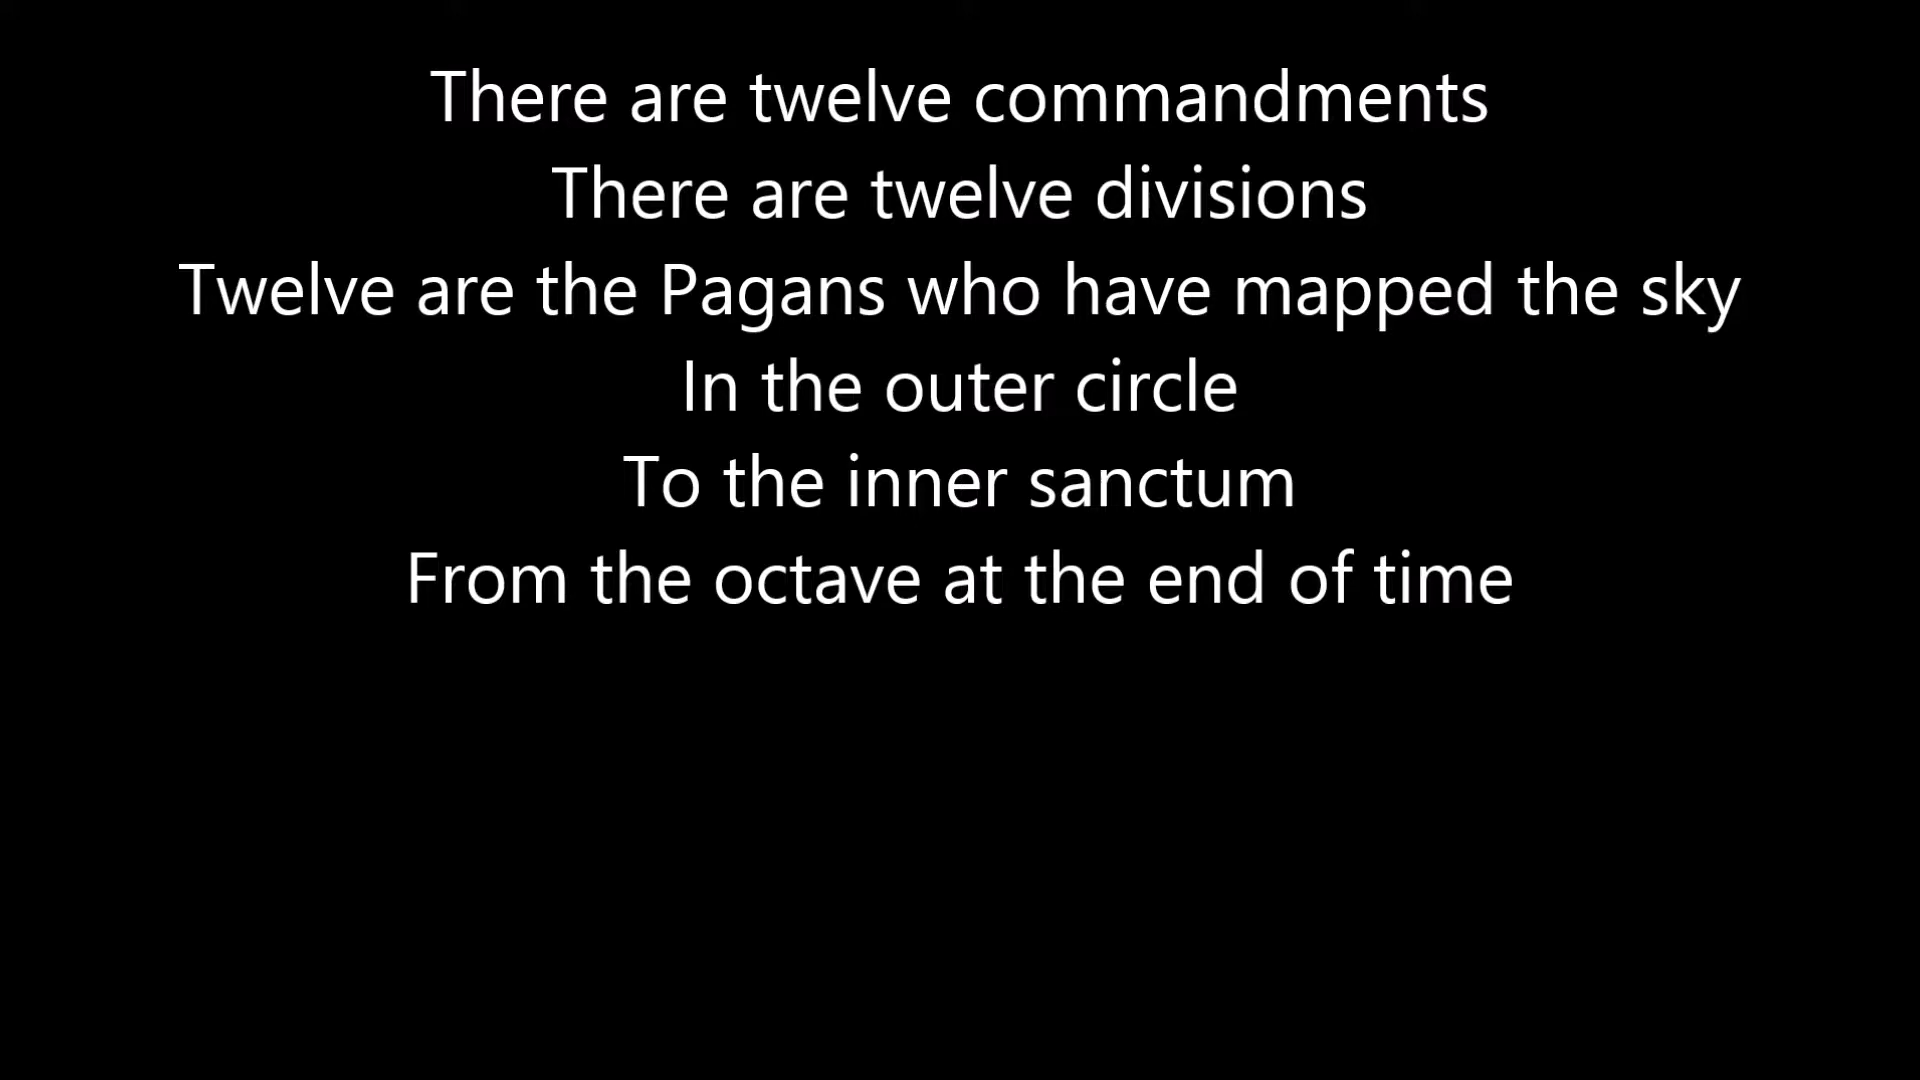 There are twelve commandments
There are twelve divisions
Twelve are the Pagans who have mapped the sky
In the outer circle
To the inner sanctum
From the octave at the end of time